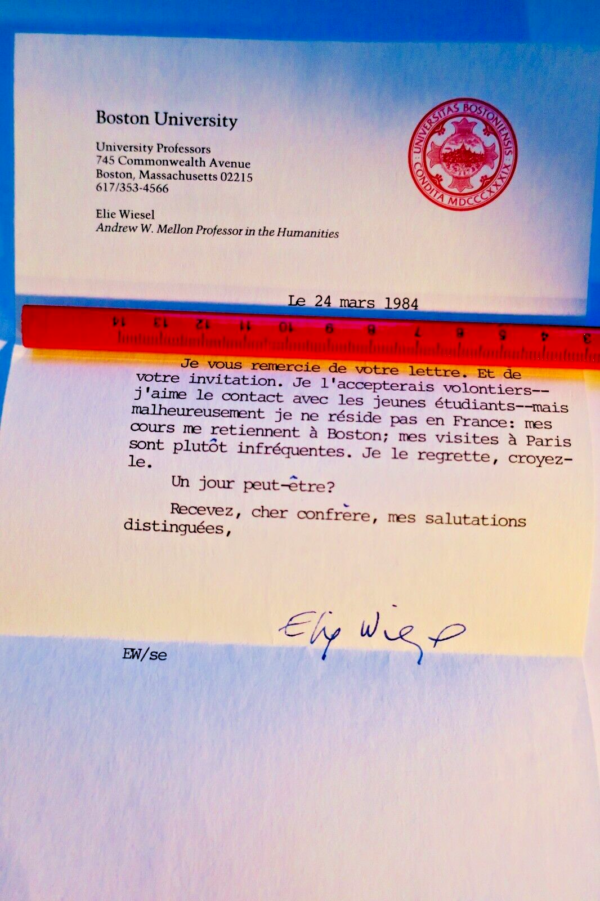 Boston University
UNIVERSITAS BOSTONIENSIS
CONDITA MDCCCXXXIX
University Professors
745 Commonwealth Avenue
Boston, Massachusetts 02215
617/353-4566
Elie Wiesel
Andrew W. Mellon Professor in the Humanities
Le 24 mars 1984
14 13 12 11 10 9 8 7 6 5 4 3
Je vous remercie de votre lettre. Et de
votre invitation. Je l'accepterais volontiers--
j'aime le contact avec les jeunes étudiants--mais
malheureusement je ne réside pas en France: mes
cours me retiennent à Boston; mes visites à Paris
sont plutôt infréquentes. Je le regrette, croyez-
le.
Un jour peut-être?
Recevez, cher confrère, mes salutations
distinguées,
Elie Wiesel
EW/se